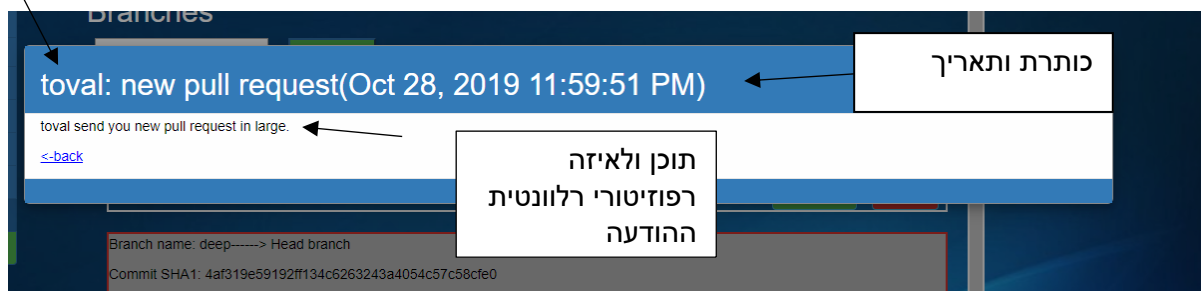 Branches
toval: new pull request(Oct 28, 2019 11:59:51 PM)
כותרת ותאריך
toval send you new pull request in large.
<-back
תוכן ולאיזה
רפוזיטורי רלוונטית
ההודעה
Branch name: deep------> Head branch
Commit SHA1: 4af319e59192ff134c6263243a4054c57c58cfe0